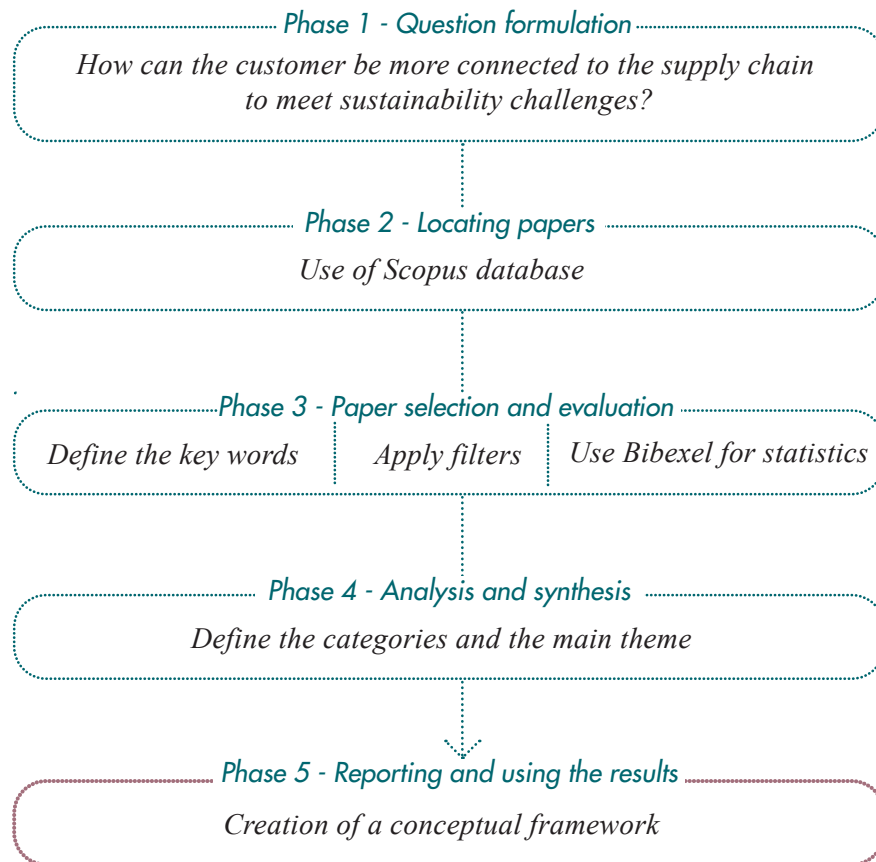 Phase 1 - Question formulation
How can the customer be more connected to the supply chain
to meet sustainability challenges?
Phase 2 - Locating papers
Use of Scopus database
Phase 3 - Paper selection and evaluation
Define the key words
Apply filters
Use Bibexel for statistics
Phase 4 - Analysis and synthesis
Define the categories and the main theme
Phase 5 - Reporting and using the results
Creation of a conceptual framework